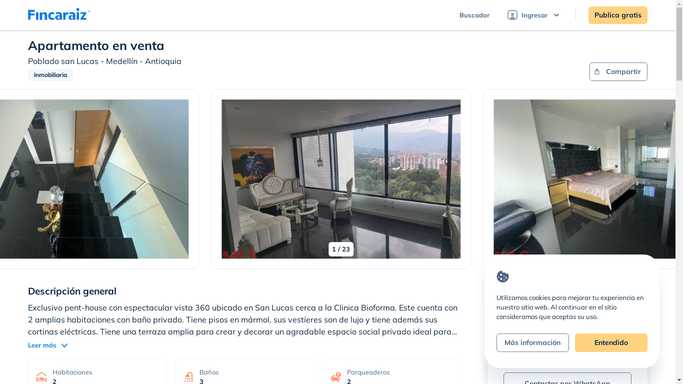 Fincaraiz
Buscador
Ingresar
Publica gratis
Apartamento en venta
Poblado san Lucas - Medellín - Antioquia
Inmobiliaria
Compartir
1 / 23
Descripción general
Exclusivo pent-house con espectacular vista 360 ubicado en San Lucas cerca a la Clinica Bioforma. Este cuenta con
2 amplias habitaciones con baño privado. Tiene pisos en mármol, sus vestieres son de lujo y tiene además sus
cortinas eléctricas. Tiene una terraza amplia para crear y decorar un agradable espacio social privado ideal para...
Leer más
Habitaciones
2
Baños
3
Parqueaderos
2
Utilizamos cookies para mejorar tu experiencia en
nuestro sitio web. Al continuar en el sitio
consideramos que aceptas su uso.
Más información
Entendido
Contactar por WhatsApp